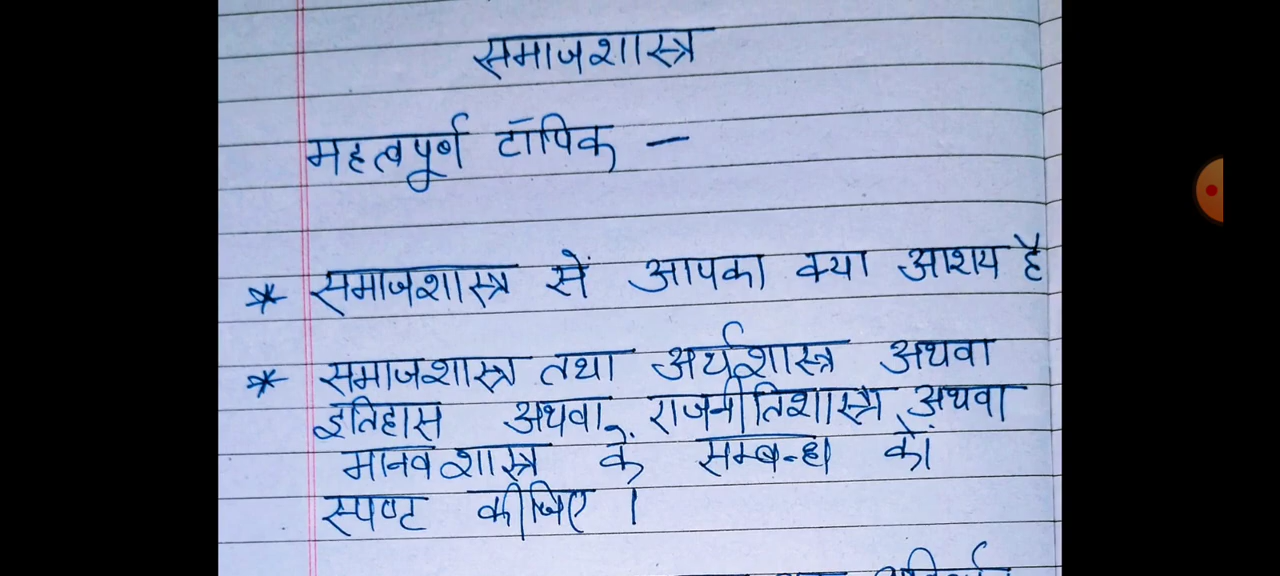 समाजशास्त्र
महत्वपूर्ण टॉपिक –
* समाजशास्त्र सें आपका क्या आशय है
* समाजशास्त्र तथा अर्थशास्त्र अथवा
इतिहास अथवा राजनीतिशास्त्र अथवा
मानवशास्त्र के सम्बन्ध कों
स्पष्ट कीजिए ।